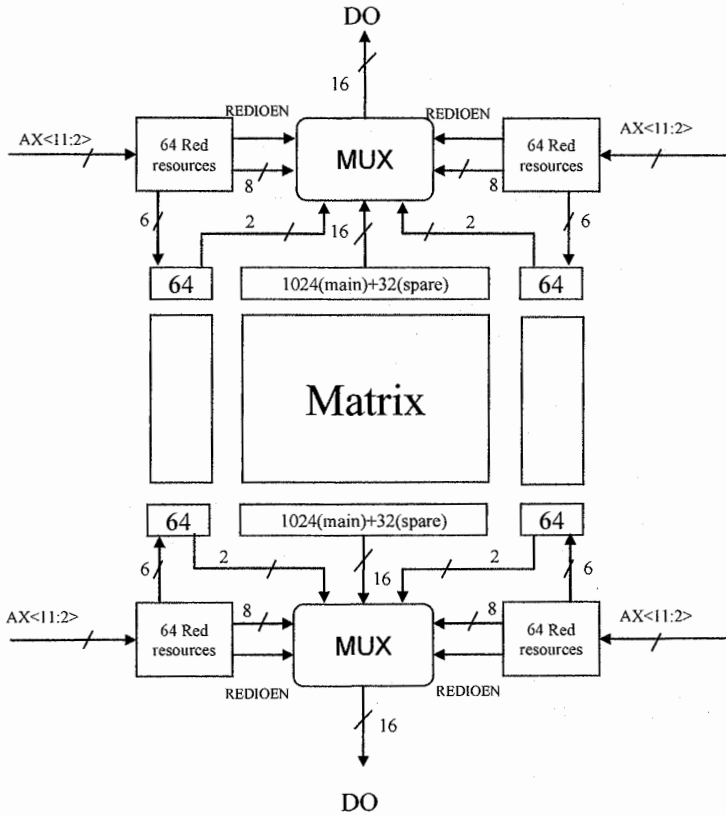 DO
16
REDIOEN
REDIOEN
AX<11:2>
64 Red
resources
MUX
64 Red
resources
AX<11:2>
8
8
6
2
16
2
6
64
1024(main)+32(spare)
64
Matrix
64
1024(main)+32(spare)
64
6
2
16
2
6
AX<11:2>
64 Red
resources
8
MUX
8
64 Red
resources
AX<11:2>
REDIOEN
REDIOEN
16
DO